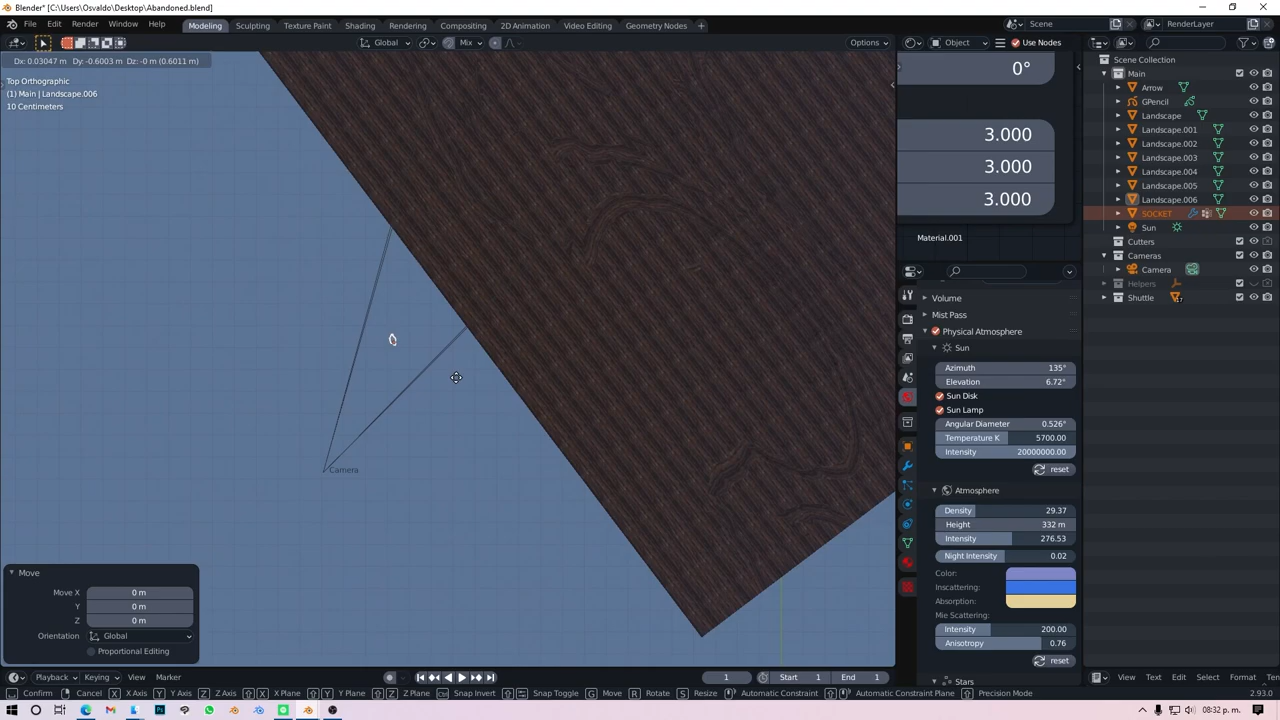 Blender* [C:\Users\Osvaldo\Desktop\Abandoned.blend]
File Edit Render Window Help Modeling Sculpting Texture Paint Shading Rendering Compositing 2D Animation Video Editing Geometry Nodes + Scene RenderLayer
Global Mix Options Object Use Nodes
Dx: 0.03047 m Dy: -0.6003 m Dz: -0 m (0.6011 m)
Top Orthographic
(1) Main | Landscape.006
10 Centimeters
Camera
Move
Move X 0 m
Y 0 m
Z 0 m
Orientation Global
Proportional Editing
0°
3.000
3.000
3.000
Material.001
Volume
Mist Pass
Physical Atmosphere
Sun
Azimuth 135°
Elevation 6.72°
Sun Disk
Sun Lamp
Angular Diameter 0.526°
Temperature K 5700.00
Intensity 20000000.00
reset
Atmosphere
Density 29.37
Height 332 m
Intensity 276.53
Night Intensity 0.02
Color:
Inscattering:
Absorption:
Mie Scattering:
Intensity 200.00
Anisotropy 0.76
reset
Stars
Scene Collection
Main
Arrow
GPencil
Landscape
Landscape.001
Landscape.002
Landscape.003
Landscape.004
Landscape.005
Landscape.006
SOCKET
Sun
Cutters
Cameras
Camera
Helpers
Shuttle
Playback Keying View Marker 1 Start 1 End 1 View Edit Select Format
Confirm Cancel X X Axis Y Y Axis Z Z Axis X X Plane Y Y Plane Z Z Plane Snap Invert Snap Toggle G Move R Rotate S Resize Automatic Constraint Automatic Constraint Plane Precision Mode 2.93.0
08:32 p. m.